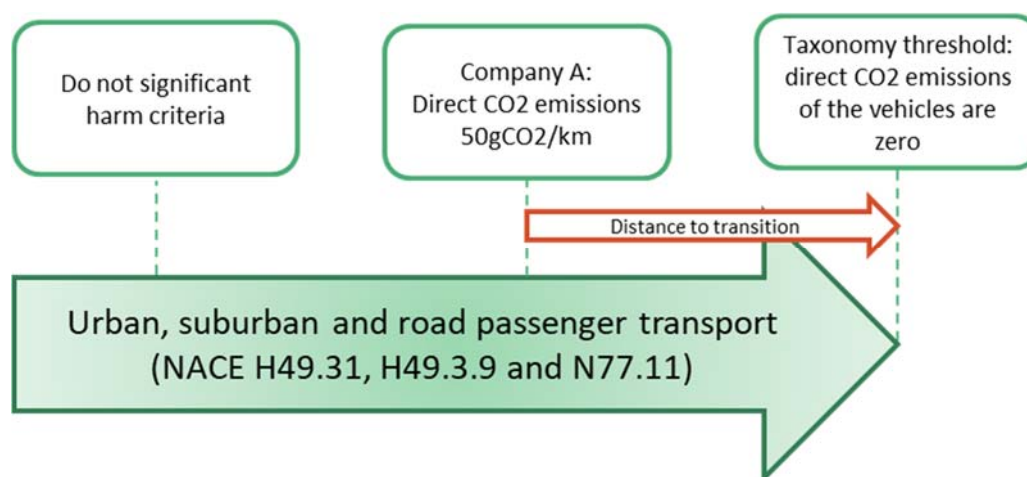 Do not significant
harm criteria
Company A:
Direct CO2 emissions
50gCO2/km
Taxonomy threshold:
direct CO2 emissions
of the vehicles are
zero
Distance to transition
Urban, suburban and road passenger transport
(NACE H49.31, H49.3.9 and N77.11)